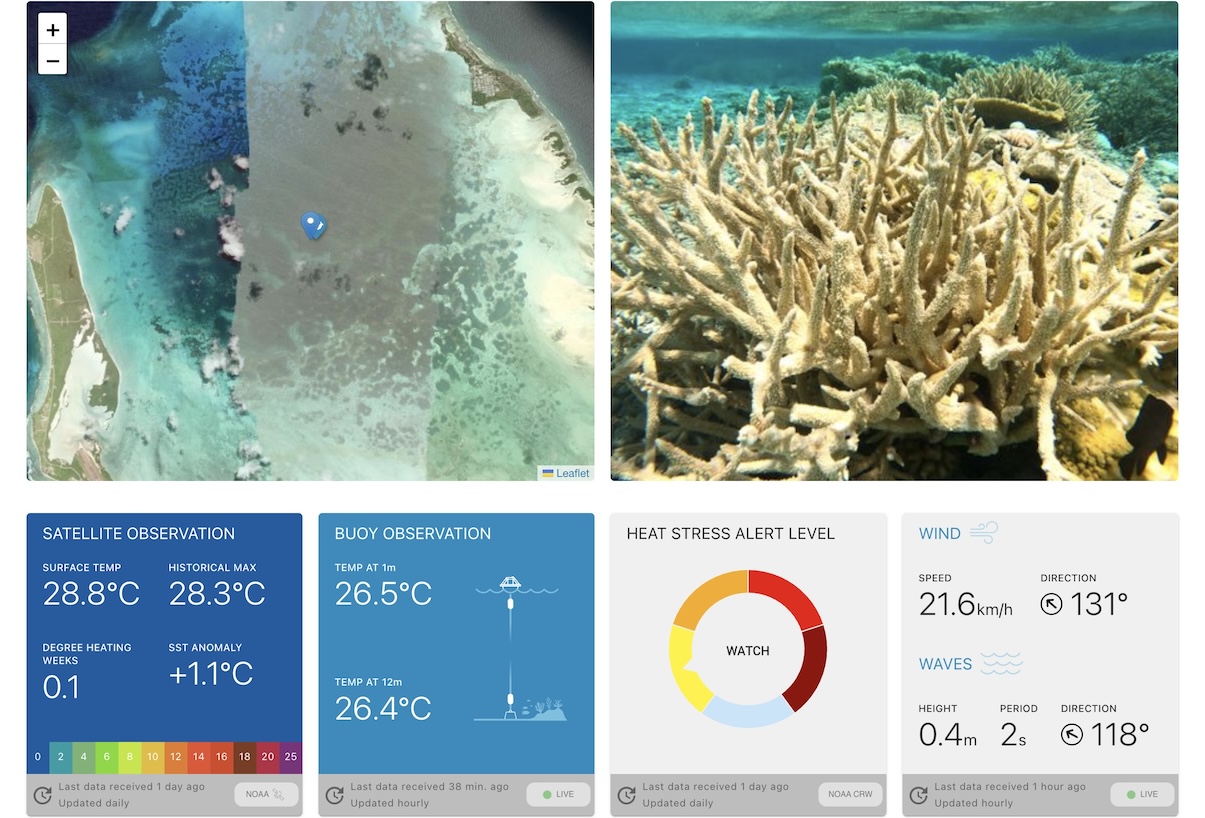 +
−
Leaflet
SATELLITE OBSERVATION
SURFACE TEMP
HISTORICAL MAX
28.8°C
28.3°C
DEGREE HEATING
WEEKS
SST ANOMALY
0.1
+1.1°C
0 2 4 6 8 10 12 14 16 18 20 25
Last data received 1 day ago
Updated daily
NOAA
BUOY OBSERVATION
TEMP AT 1m
26.5°C
TEMP AT 12m
26.4°C
Last data received 38 min. ago
Updated hourly
LIVE
HEAT STRESS ALERT LEVEL
WATCH
Last data received 1 day ago
Updated daily
NOAA CRW
WIND
SPEED
DIRECTION
21.6km/h
131°
WAVES
HEIGHT
PERIOD
DIRECTION
0.4m
2s
118°
Last data received 1 hour ago
Updated hourly
LIVE